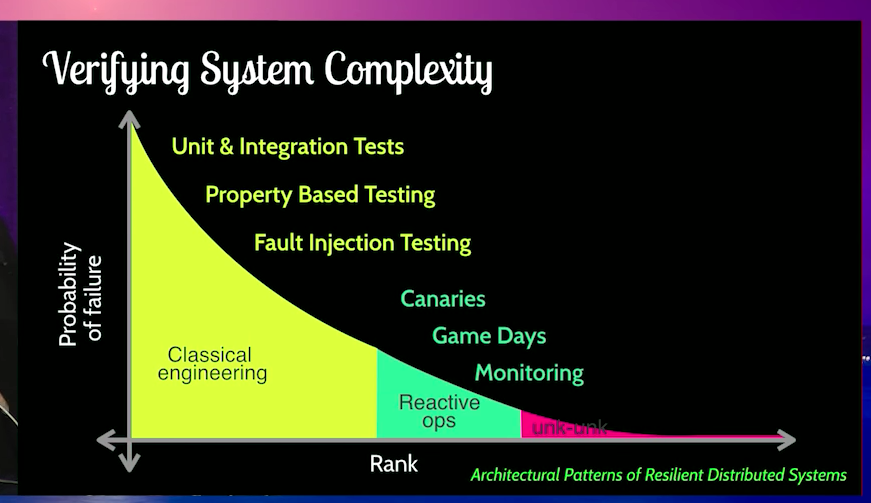 Verifying System Complexity
Unit & Integration Tests
Property Based Testing
Fault Injection Testing
Canaries
Game Days
Monitoring
Probability
of failure
Classical
engineering
Reactive
ops
unk-unk
Rank
Architectural Patterns of Resilient Distributed Systems